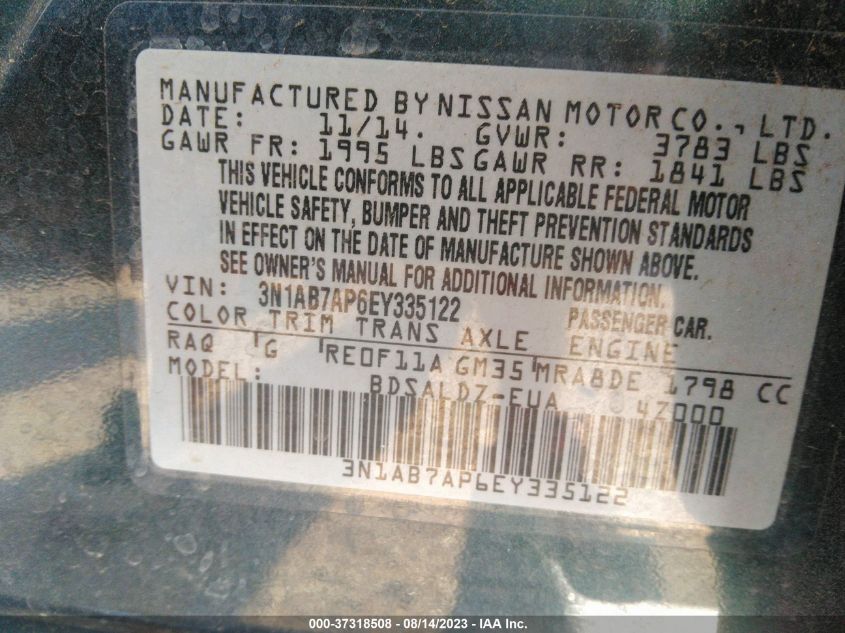 MANUFACTURED BY NISSAN MOTOR CO., LTD.
DATE: 11/14. GVWR: 3783 LBS
GAWR FR: 1995 LBS GAWR RR: 1841 LBS
THIS VEHICLE CONFORMS TO ALL APPLICABLE FEDERAL MOTOR
VEHICLE SAFETY, BUMPER AND THEFT PREVENTION STANDARDS
IN EFFECT ON THE DATE OF MANUFACTURE SHOWN ABOVE.
SEE OWNER'S MANUAL FOR ADDITIONAL INFORMATION.
VIN: 3N1AB7AP6EY335122 PASSENGER CAR.
COLOR TRIM TRANS AXLE ENGINE
RAQ G RE0F11A GM35 MRA8DE 1798 CC
MODEL: BDSALDZ-EUA 4Z000
3N1AB7AP6EY335122
000-37318508 - 08/14/2023 - IAA Inc.